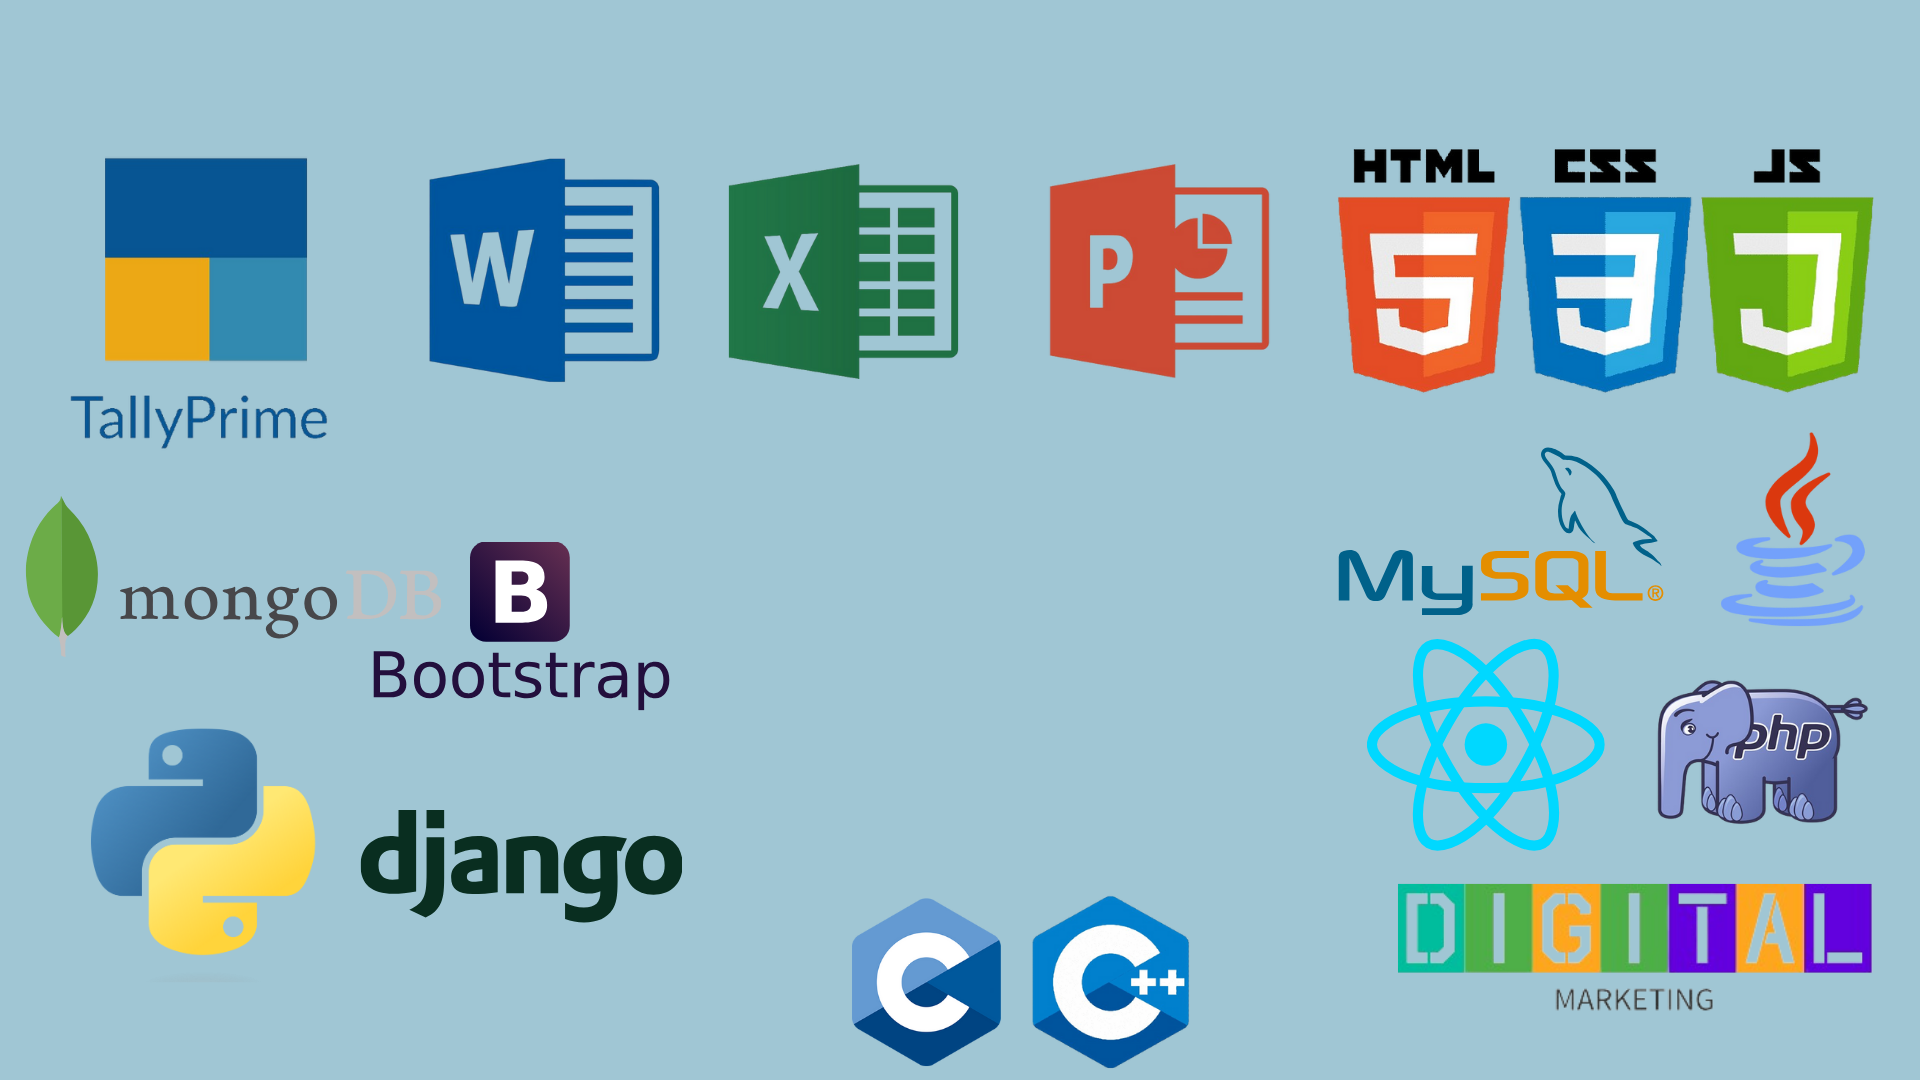 HTML CSS JS
W
X
P
5
3
TallyPrime
mongoDB
B
Bootstrap
MySQL®
php
django
C
C++
DIGITAL
MARKETING